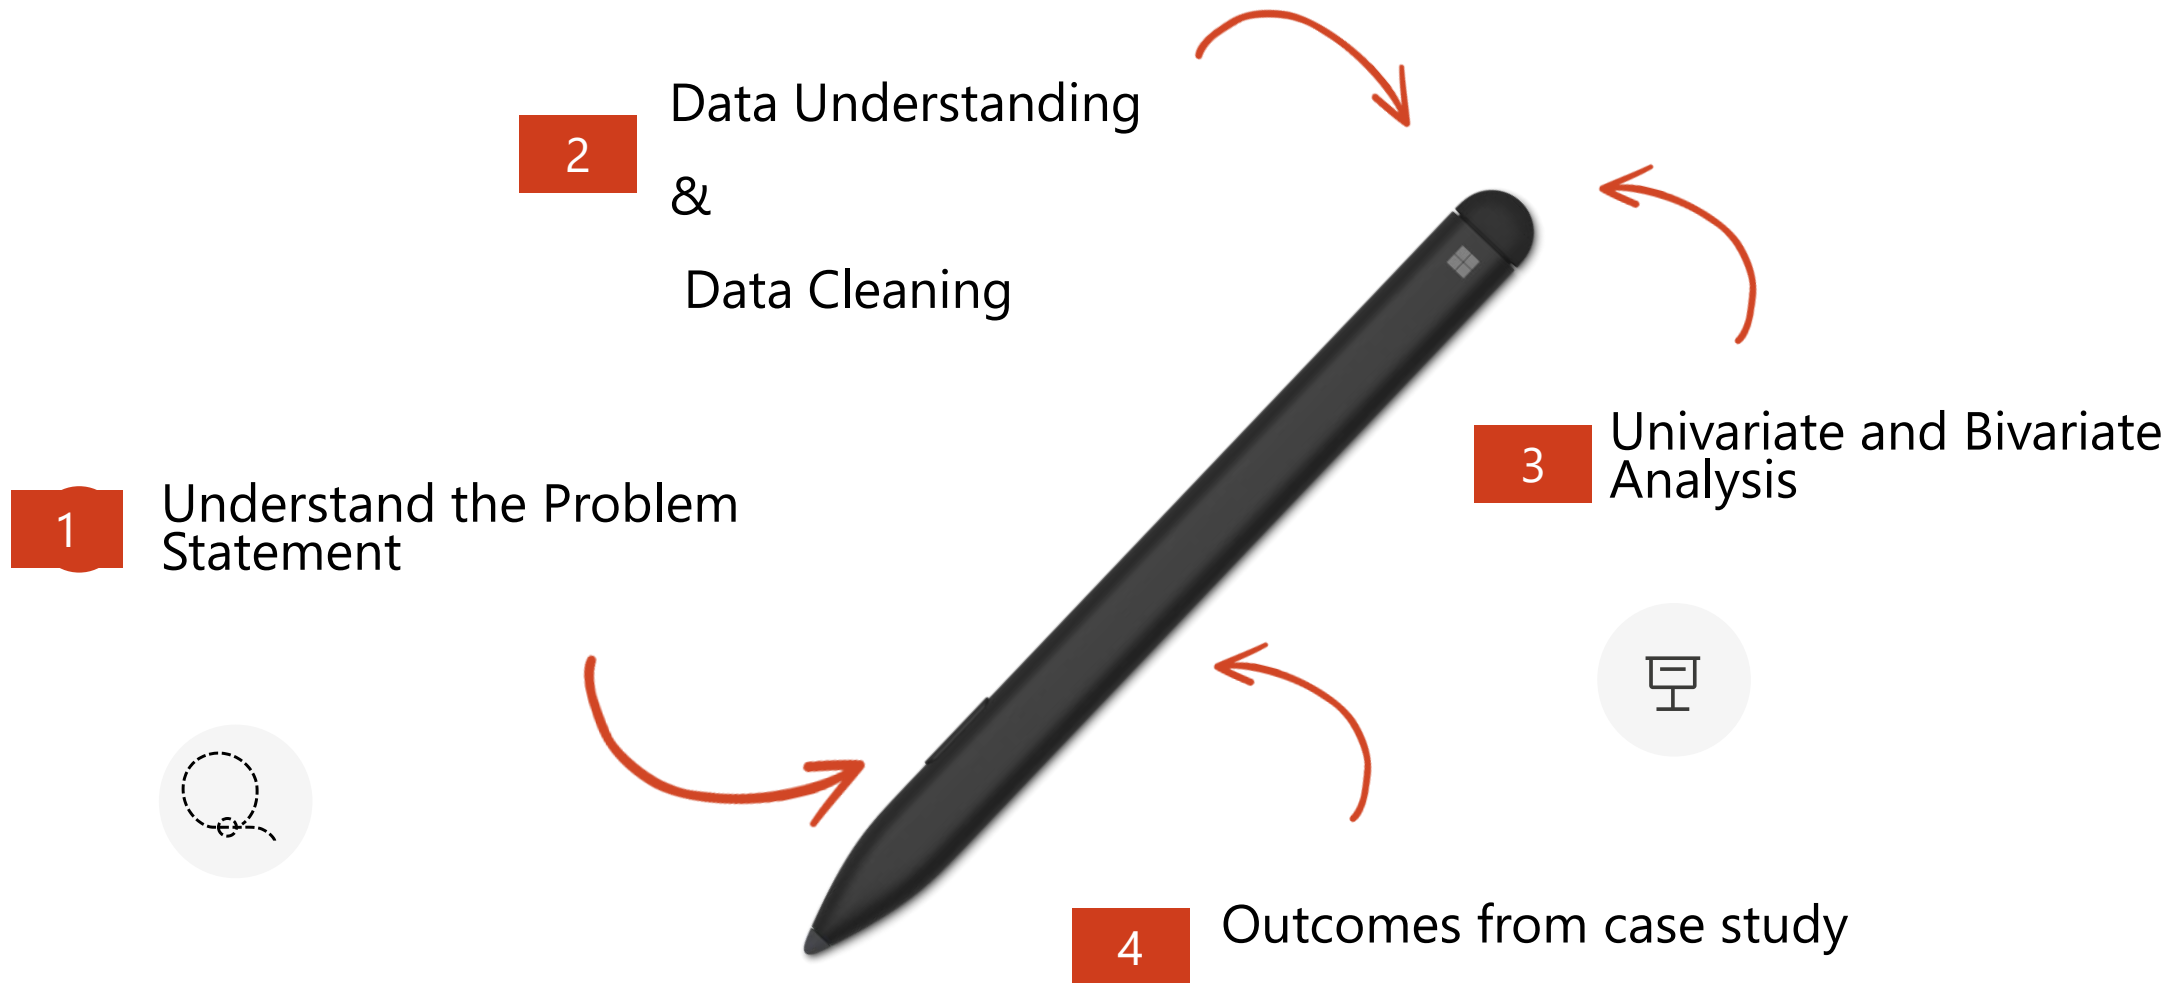 1
Understand the Problem
Statement
2
Data Understanding
&
Data Cleaning
3
Univariate and Bivariate
Analysis
4
Outcomes from case study